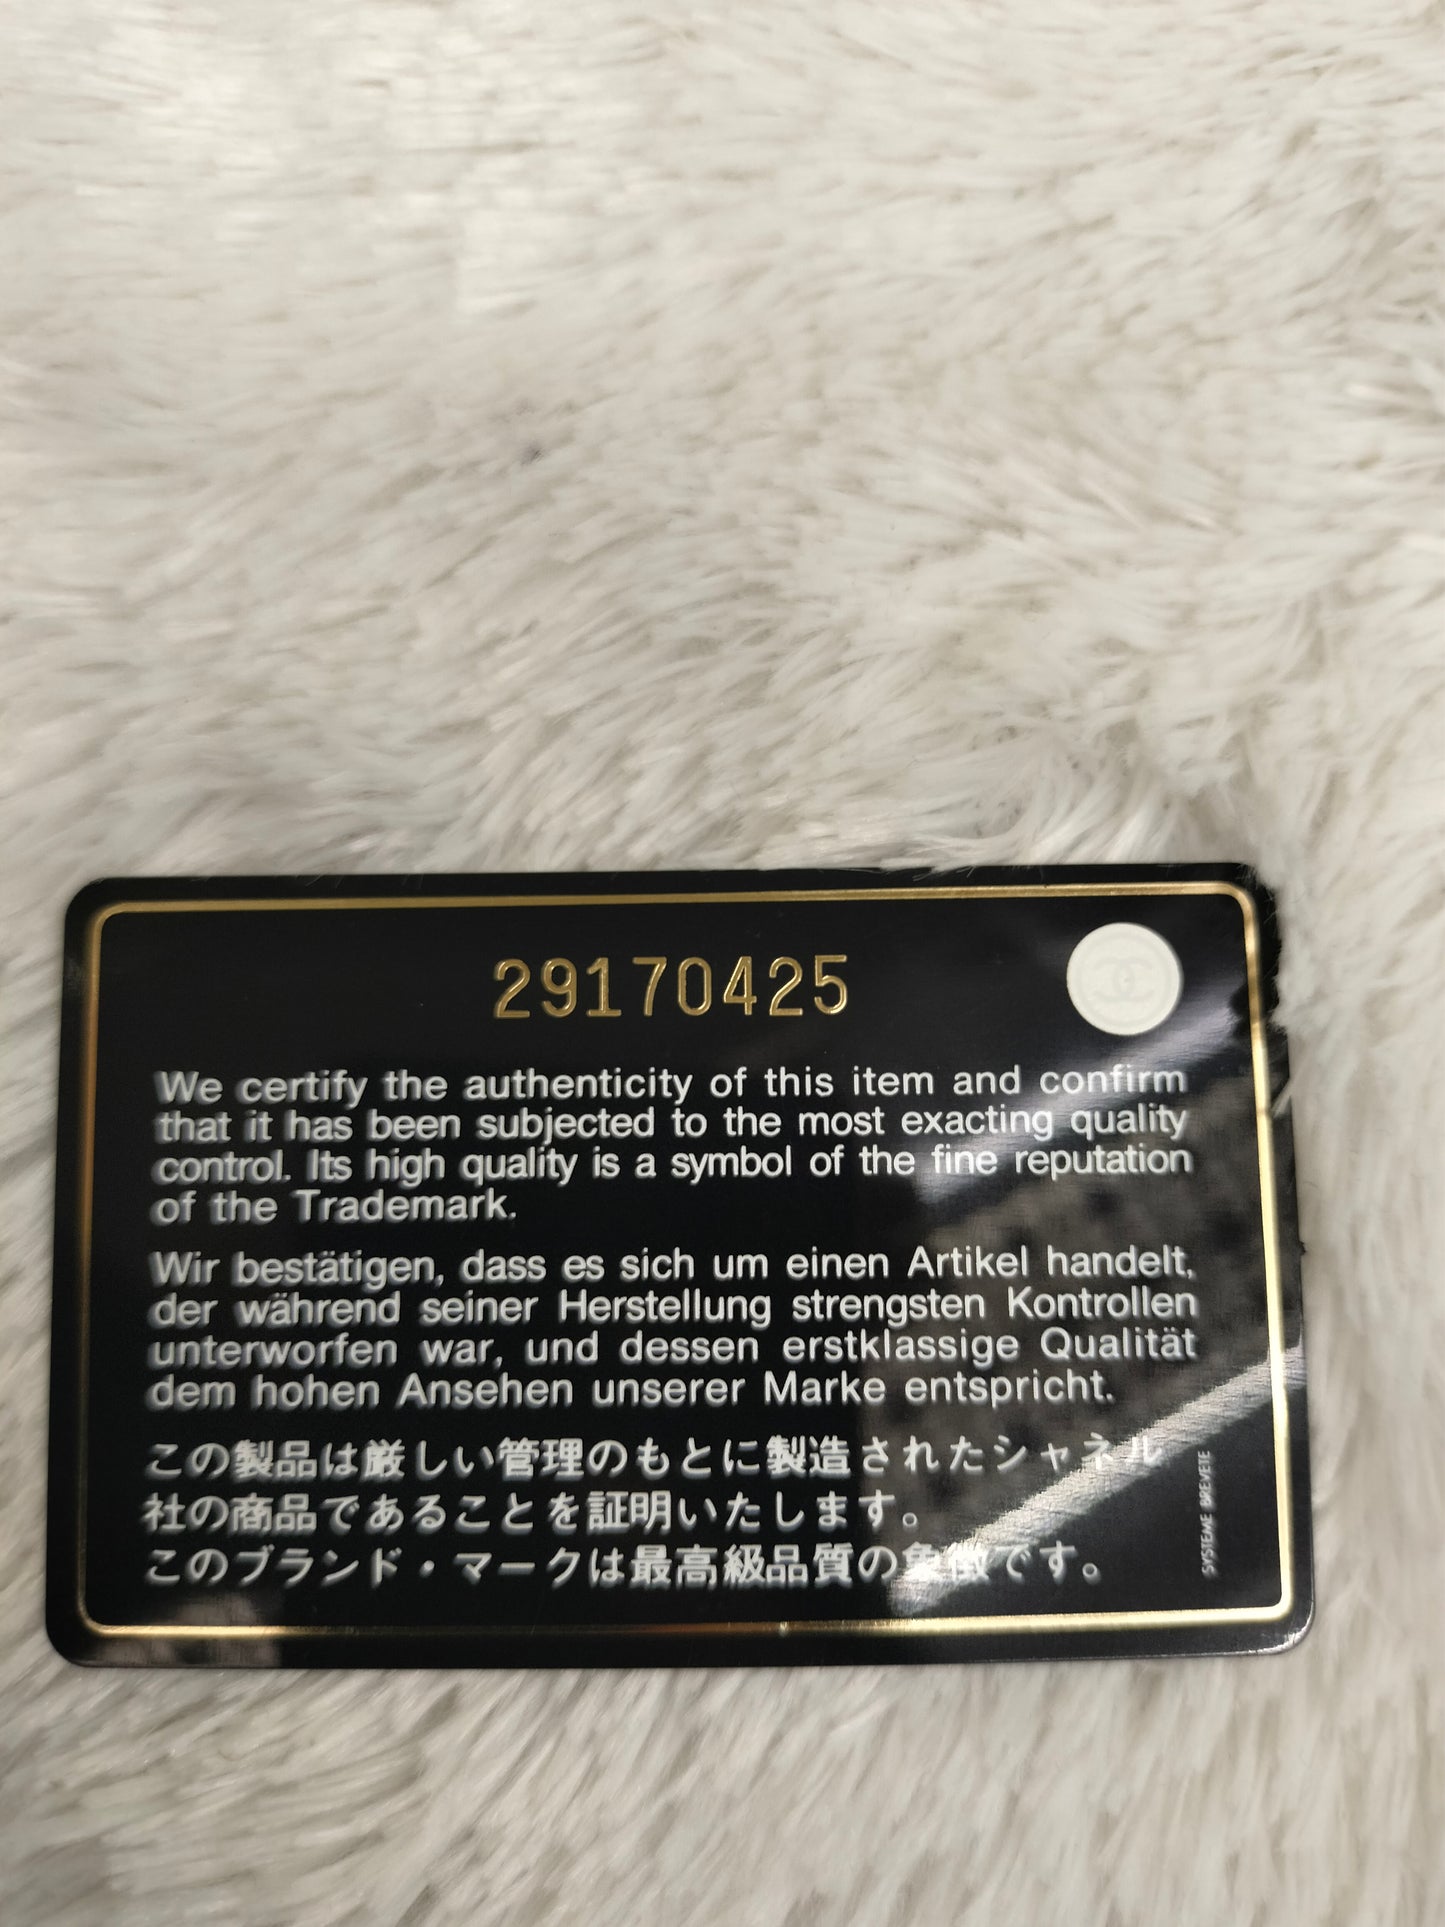 29170425
We certify the authenticity of this item and confirm
that it has been subjected to the most exacting quality
control. Its high quality is a symbol of the fine reputation
of the Trademark.
Wir bestätigen, dass es sich um einen Artikel handelt,
der während seiner Herstellung strengsten Kontrollen
unterworfen war, und dessen erstklassige Qualität
dem hohen Ansehen unserer Marke entspricht.
この製品は厳しい管理のもとに製造されたシャネル
社の商品であることを証明いたします。
このブランド・マークは最高級品質の象徴です。
SYSTEME BREVETE